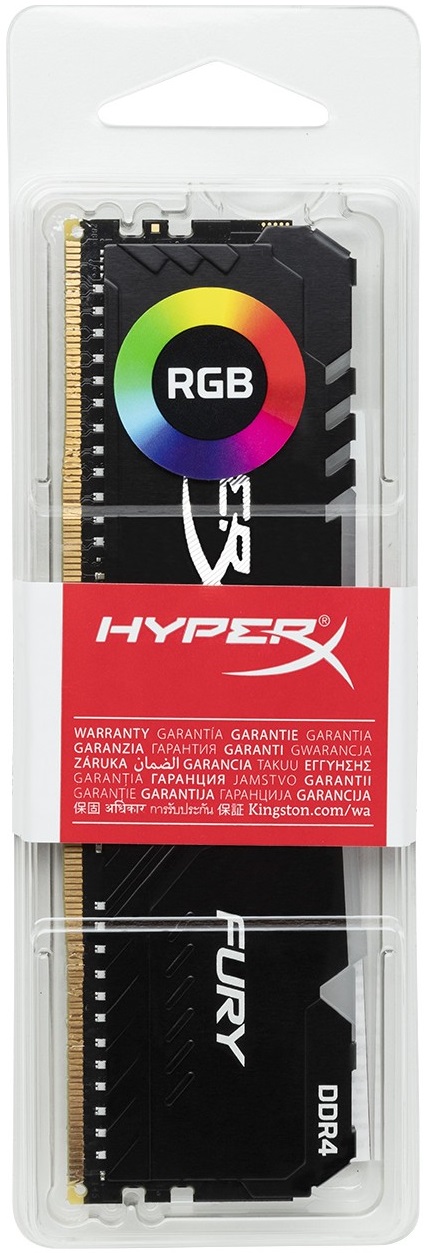 RGB
ER
HYPERX®
WARRANTY GARANTÍA GARANTIE GARANTIA
GARANZIA ГАРАНТИЯ GARANTI GWARANCJA
ZÁRUKA الضمان GARANCIA TAKUU ΕΓΓΥΗΣΗΣ
GARANȚIA ГАРАНЦИЯ JAMSTVO GARANTII
GARANTIE GARANTIJA ГАРАНЦИЈА GARANCIJA
保固 अधिकार การรับประกัน 保証 Kingston.com/wa
FURY
DDR4